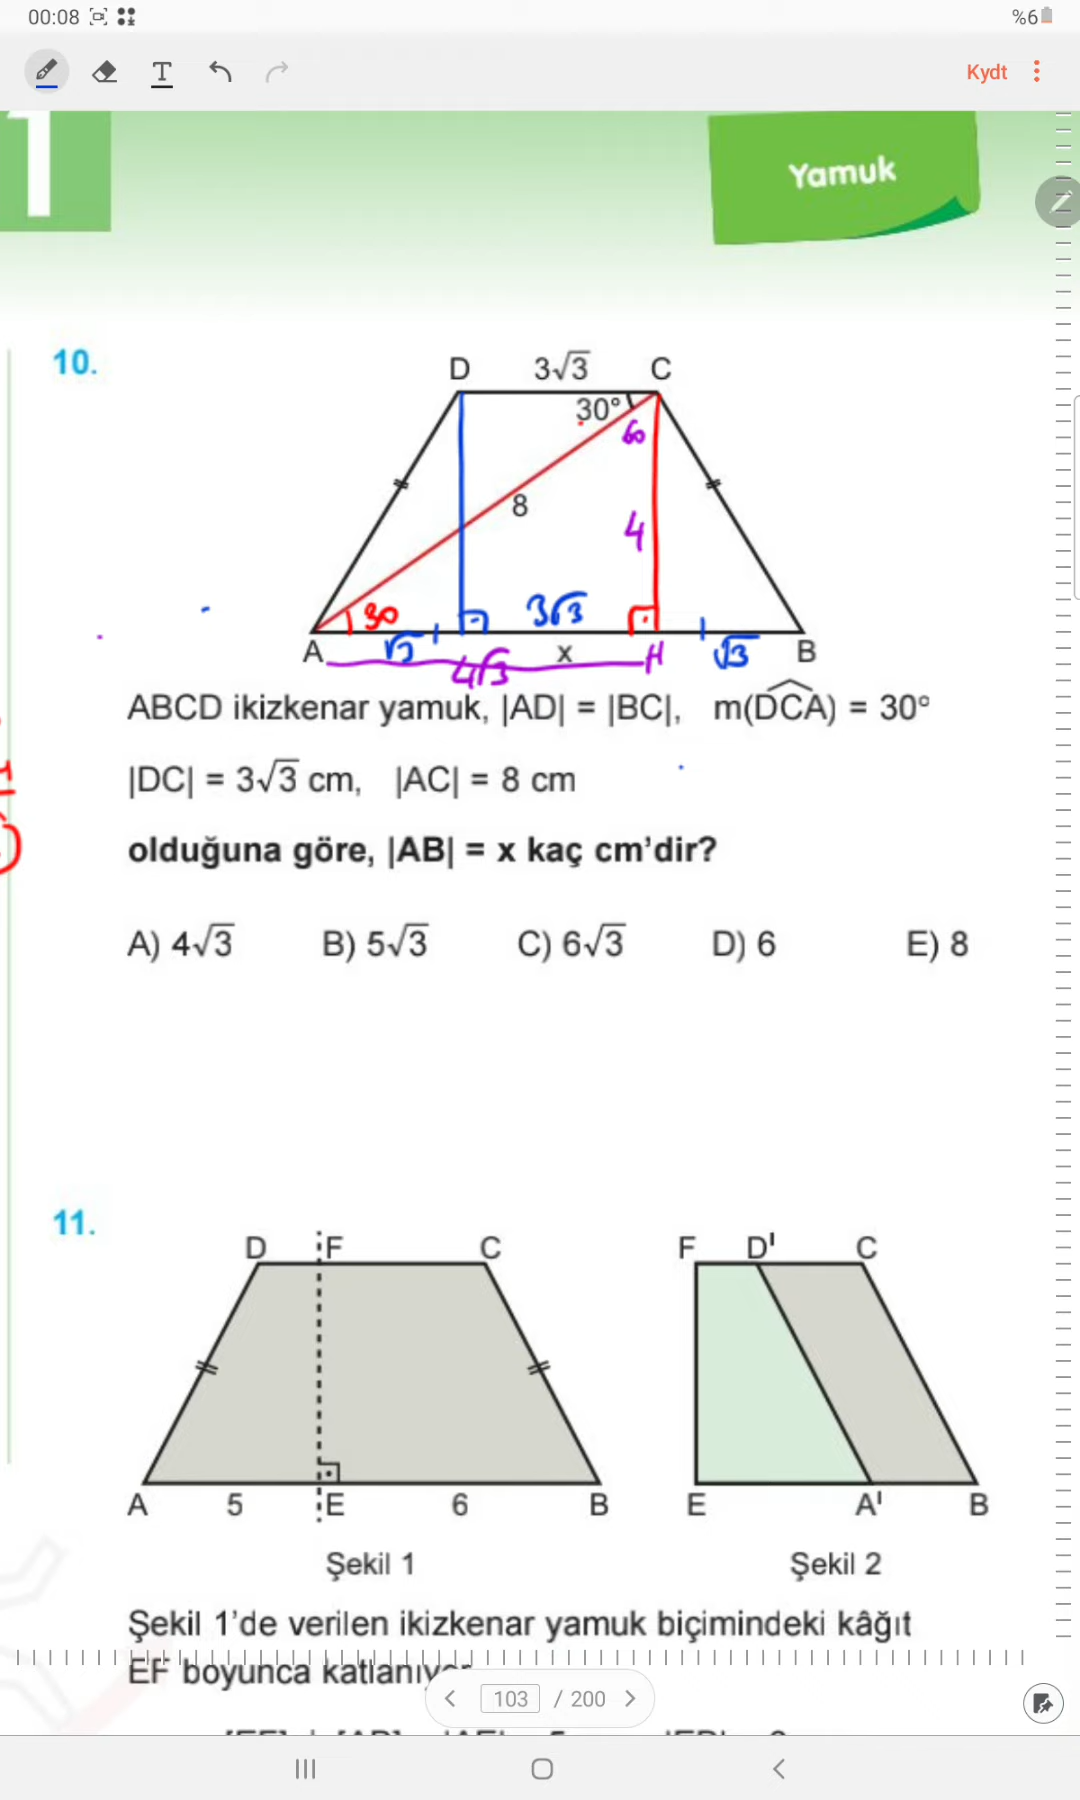 00:08
%6
T
Kydt
1
Yamuk
10.
D 3√3 C
30°
60
8
4
30
3√3
A √3 x H √3 B
4√3
ABCD ikizkenar yamuk, |AD| = |BC|, m(DCA) = 30°
|DC| = 3√3 cm, |AC| = 8 cm
olduğuna göre, |AB| = x kaç cm'dir?
A) 4√3 B) 5√3 C) 6√3 D) 6 E) 8
11.
D F C F D' C
A 5 E 6 B E A' B
Şekil 1 Şekil 2
Şekil 1'de verilen ikizkenar yamuk biçimindeki kâğıt
EF boyunca katlanıyor
103 / 200